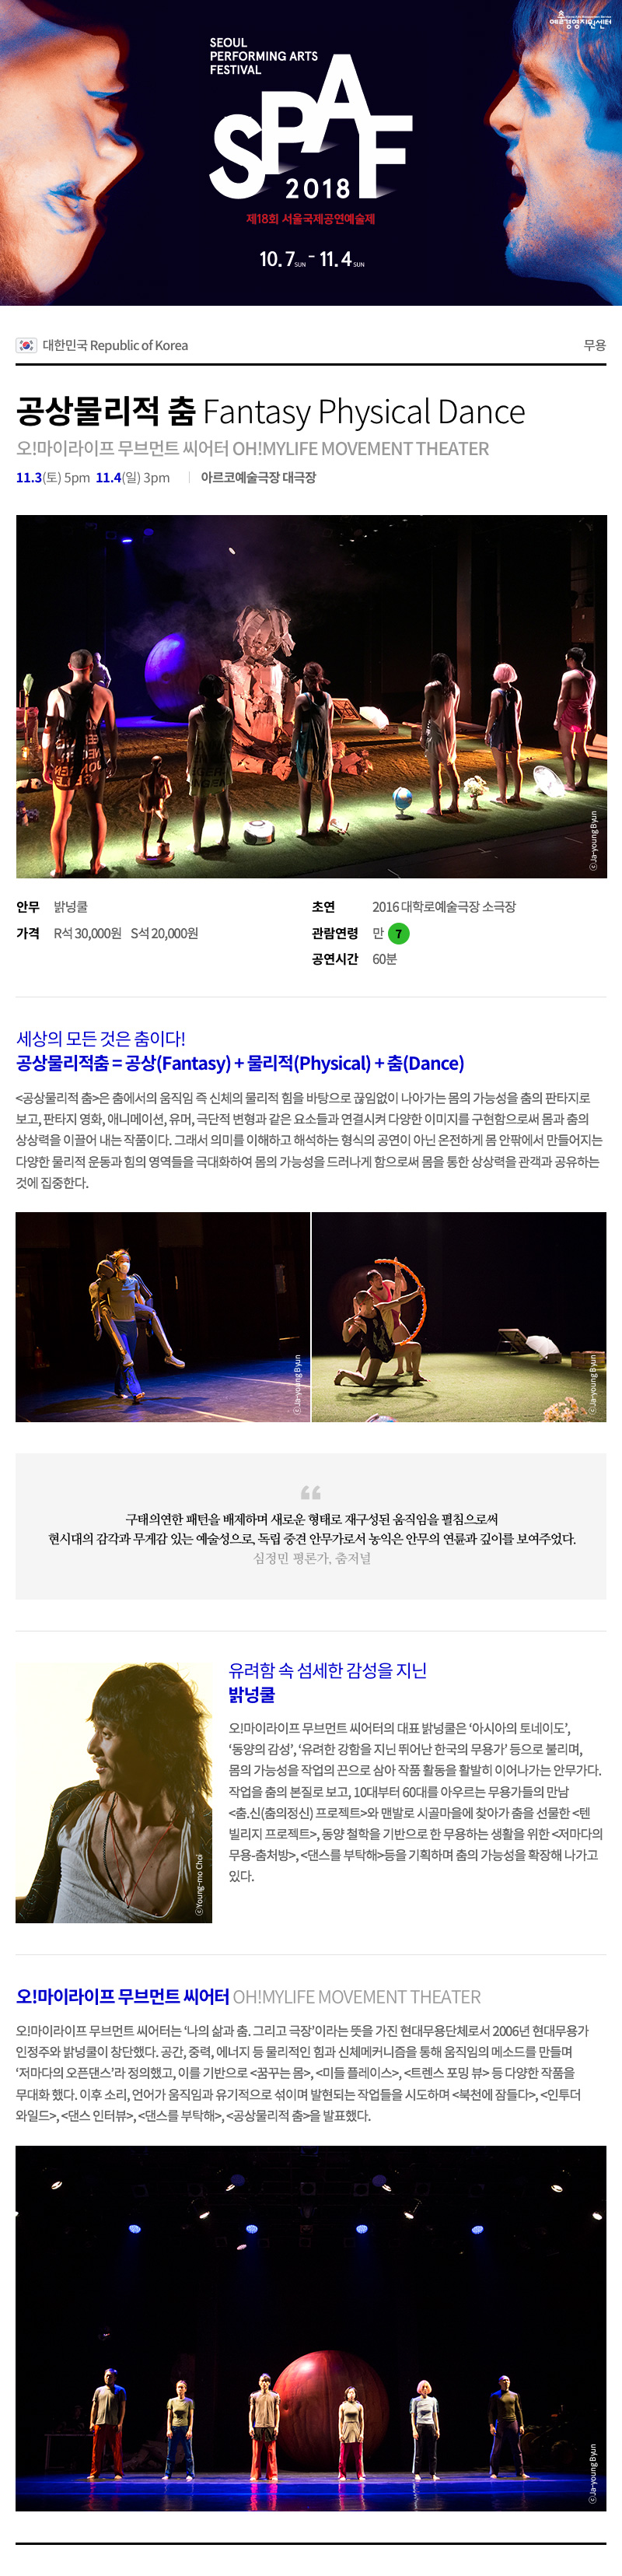 예술경영지원센터
SEOUL
PERFORMING ARTS
FESTIVAL
SPAF
2018
제18회 서울국제공연예술제
10. 7 SUN - 11. 4 SUN
대한민국 Republic of Korea
무용
공상물리적 춤 Fantasy Physical Dance
오!마이라이프 무브먼트 씨어터 OH!MYLIFE MOVEMENT THEATER
11.3(토) 5pm 11.4(일) 3pm | 아르코예술극장 대극장
ⓒJa-young Byun
안무 밝넝쿨
초연 2016 대학로예술극장 소극장
가격 R석 30,000원 S석 20,000원
관람연령 만 7
공연시간 60분
세상의 모든 것은 춤이다!
공상물리적춤 = 공상(Fantasy) + 물리적(Physical) + 춤(Dance)
<공상물리적 춤>은 춤에서의 움직임 즉 신체의 물리적 힘을 바탕으로 끊임없이 나아가는 몸의 가능성을 춤의 판타지로
보고, 판타지 영화, 애니메이션, 유머, 극단적 변형과 같은 요소들과 연결시켜 다양한 이미지를 구현함으로써 몸과 춤의
상상력을 이끌어 내는 작품이다. 그래서 의미를 이해하고 해석하는 형식의 공연이 아닌 온전하게 몸 안팎에서 만들어지는
다양한 물리적 운동과 힘의 영역들을 극대화하여 몸의 가능성을 드러나게 함으로써 몸을 통한 상상력을 관객과 공유하는
것에 집중한다.
ⓒJa-young Byun
ⓒJa-young Byun
“
구태의연한 패턴을 배제하며 새로운 형태로 재구성된 움직임을 펼침으로써
현시대의 감각과 무게감 있는 예술성으로, 독립 중견 안무가로서 농익은 안무의 연륜과 깊이를 보여주었다.
심정민 평론가, 춤저널
유려함 속 섬세한 감성을 지닌
밝넝쿨
오!마이라이프 무브먼트 씨어터의 대표 밝넝쿨은 ‘아시아의 토네이도’,
‘동양의 감성’, ‘유려한 강함을 지닌 뛰어난 한국의 무용가’ 등으로 불리며,
몸의 가능성을 작업의 끈으로 삼아 작품 활동을 활발히 이어나가는 안무가다.
작업을 춤의 본질로 보고, 10대부터 60대를 아우르는 무용가들의 만남
<춤.신(춤의정신) 프로젝트>와 맨발로 시골마을에 찾아가 춤을 선물한 <텐
빌리지 프로젝트>, 동양 철학을 기반으로 한 무용하는 생활을 위한 <저마다의
무용-춤처방>, <댄스를 부탁해>등을 기획하며 춤의 가능성을 확장해 나가고
있다.
ⓒYoung-mo Choi
오!마이라이프 무브먼트 씨어터 OH!MYLIFE MOVEMENT THEATER
오!마이라이프 무브먼트 씨어터는 ‘나의 삶과 춤. 그리고 극장’이라는 뜻을 가진 현대무용단체로서 2006년 현대무용가
인정주와 밝넝쿨이 창단했다. 공간, 중력, 에너지 등 물리적인 힘과 신체메커니즘을 통해 움직임의 메소드를 만들며
‘저마다의 오픈댄스’라 정의했고, 이를 기반으로 <꿈꾸는 몸>, <미들 플레이스>, <트렌스 포밍 뷰> 등 다양한 작품을
무대화 했다. 이후 소리, 언어가 움직임과 유기적으로 섞이며 발현되는 작업들을 시도하며 <북천에 잠들다>, <인투더
와일드>, <댄스 인터뷰>, <댄스를 부탁해>, <공상물리적 춤>을 발표했다.
ⓒJa-young Byun